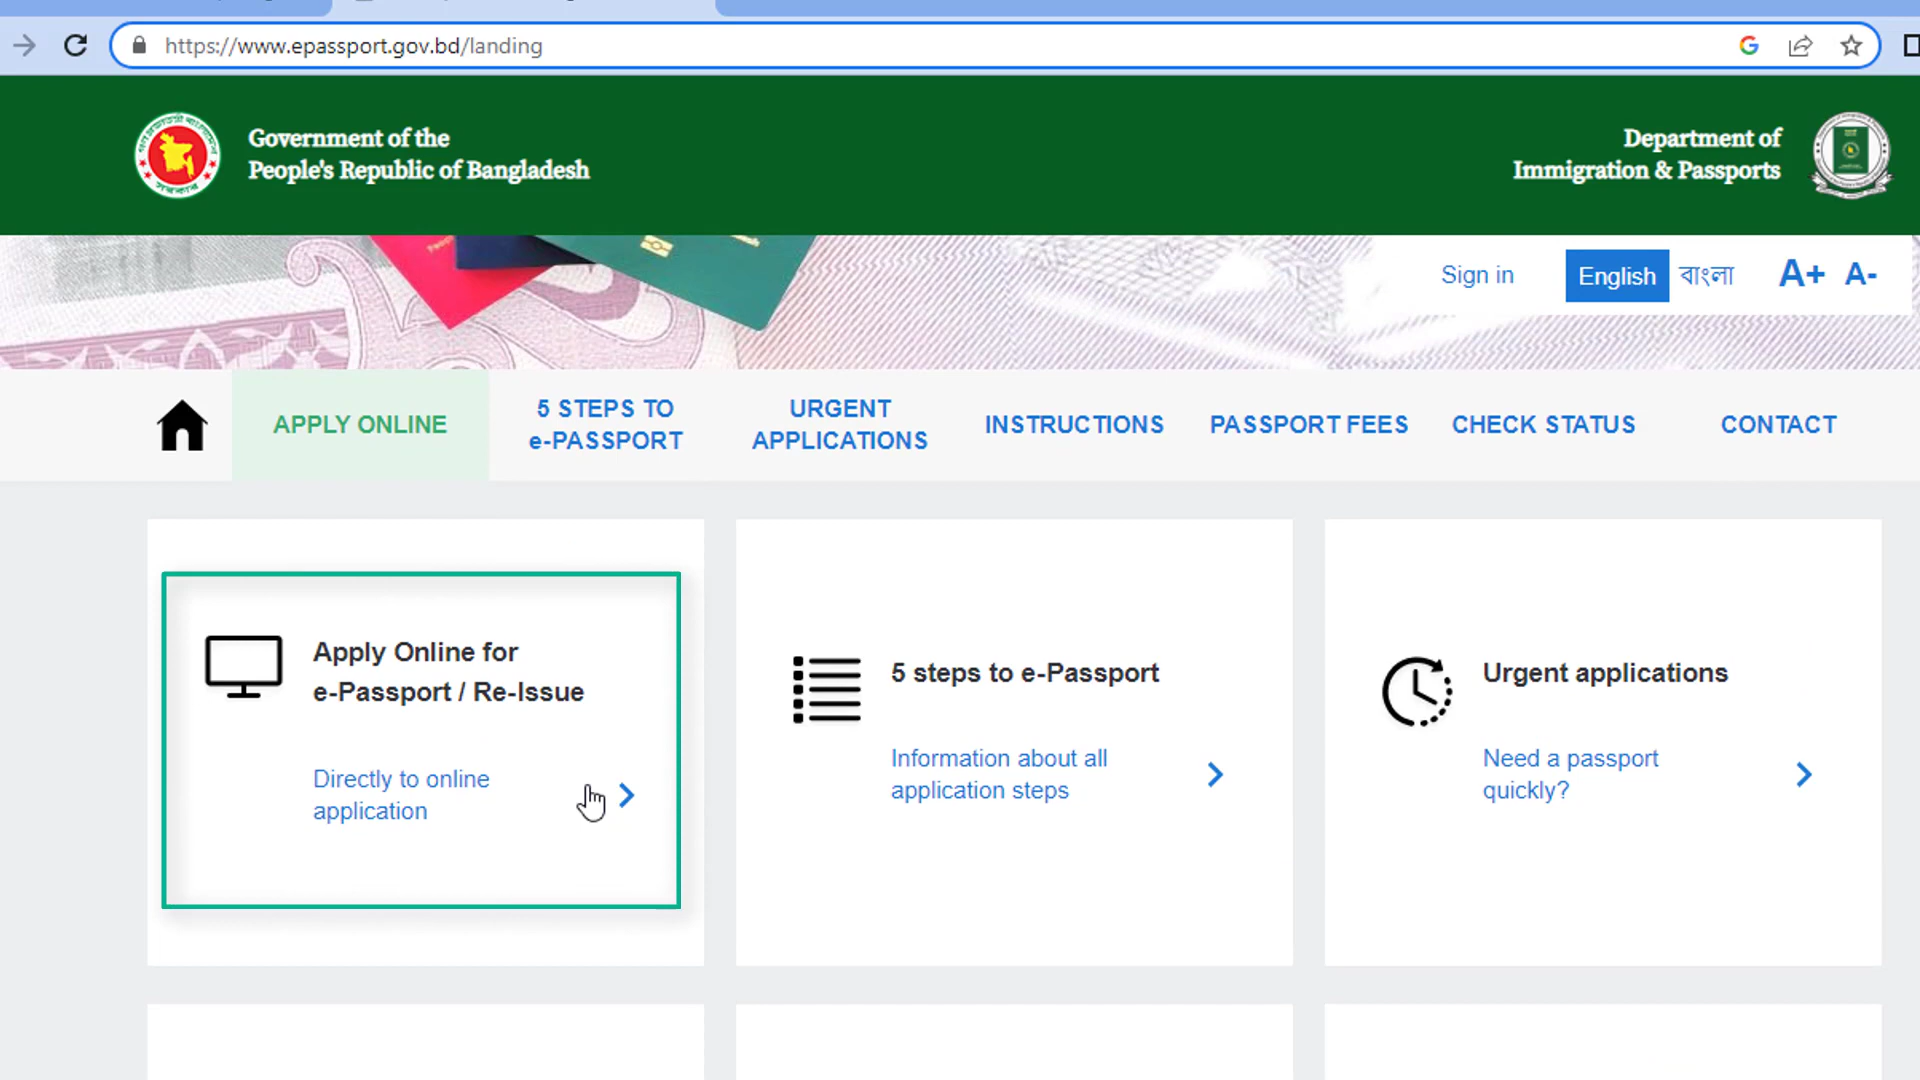 https://www.epassport.gov.bd/landing
Government of the
People's Republic of Bangladesh
Department of
Immigration & Passports
Sign in
English
বাংলা
A+
A-
APPLY ONLINE
5 STEPS TO
e-PASSPORT
URGENT
APPLICATIONS
INSTRUCTIONS
PASSPORT FEES
CHECK STATUS
CONTACT
Apply Online for
e-Passport / Re-Issue
Directly to online
application
5 steps to e-Passport
Information about all
application steps
Urgent applications
Need a passport
quickly?